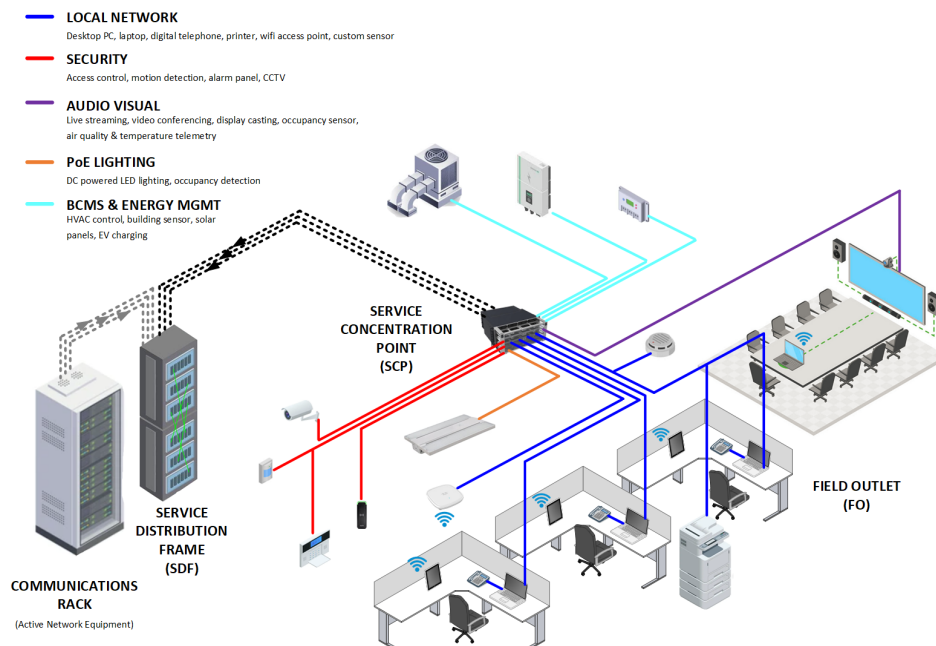 LOCAL NETWORK
Desktop PC, laptop, digital telephone, printer, wifi access point, custom sensor
SECURITY
Access control, motion detection, alarm panel, CCTV
AUDIO VISUAL
Live streaming, video conferencing, display casting, occupancy sensor,
air quality & temperature telemetry
PoE LIGHTING
DC powered LED lighting, occupancy detection
BCMS & ENERGY MGMT
HVAC control, building sensor, solar
panels, EV charging
SERVICE
CONCENTRATION
POINT
(SCP)
FIELD OUTLET
(FO)
SERVICE
DISTRIBUTION
FRAME
(SDF)
COMMUNICATIONS
RACK
(Active Network Equipment)